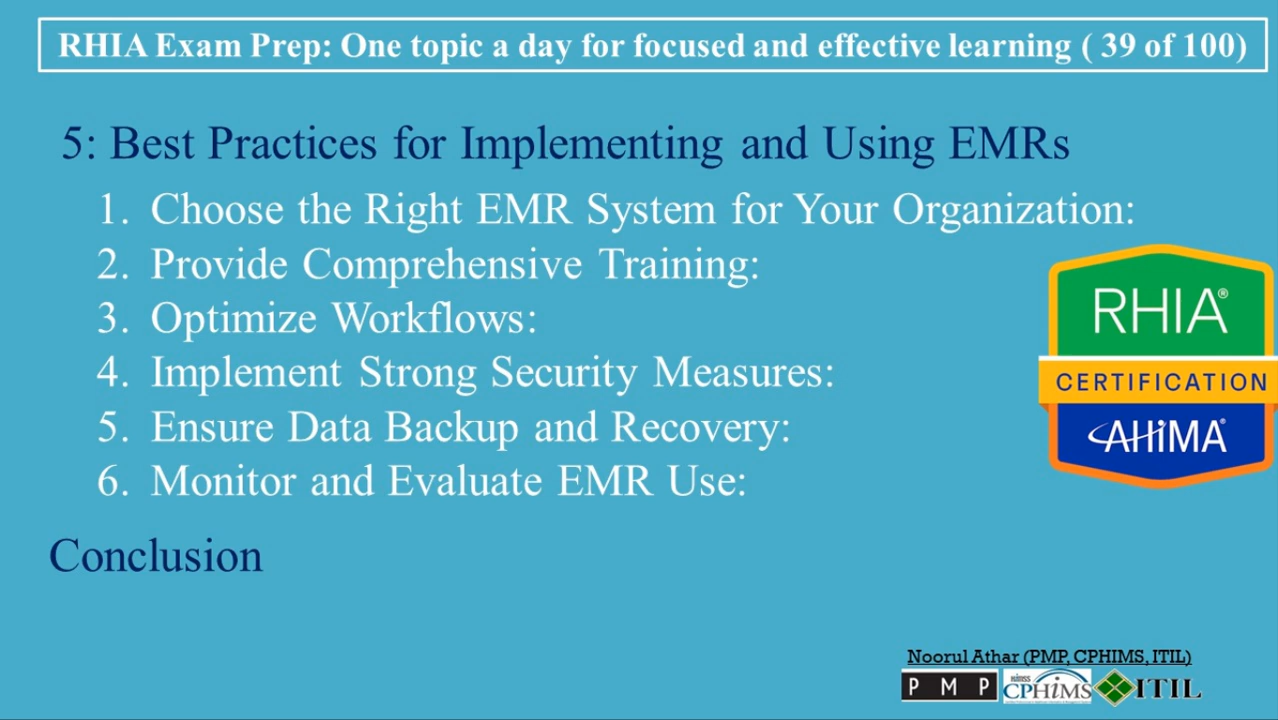 RHIA Exam Prep: One topic a day for focused and effective learning ( 39 of 100)
5: Best Practices for Implementing and Using EMRs
1. Choose the Right EMR System for Your Organization:
2. Provide Comprehensive Training:
3. Optimize Workflows:
4. Implement Strong Security Measures:
5. Ensure Data Backup and Recovery:
6. Monitor and Evaluate EMR Use:
RHIA®
CERTIFICATION
AHiMA®
Conclusion
Noorul Athar (PMP, CPHIMS, ITIL)
P M P
himss
CPHiMS
ITIL